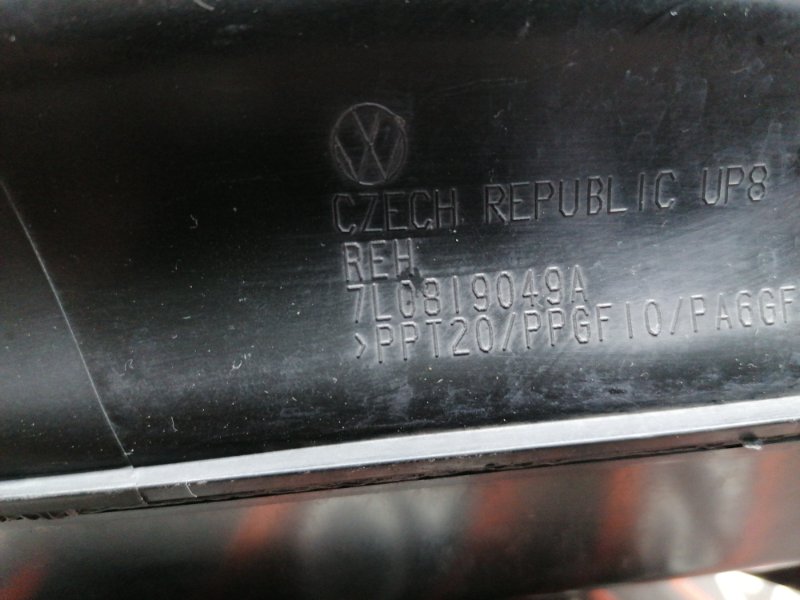 CZECH REPUBLIC UP8
REH
7L0819049A
>PPT20/PPGF10/PA6GF